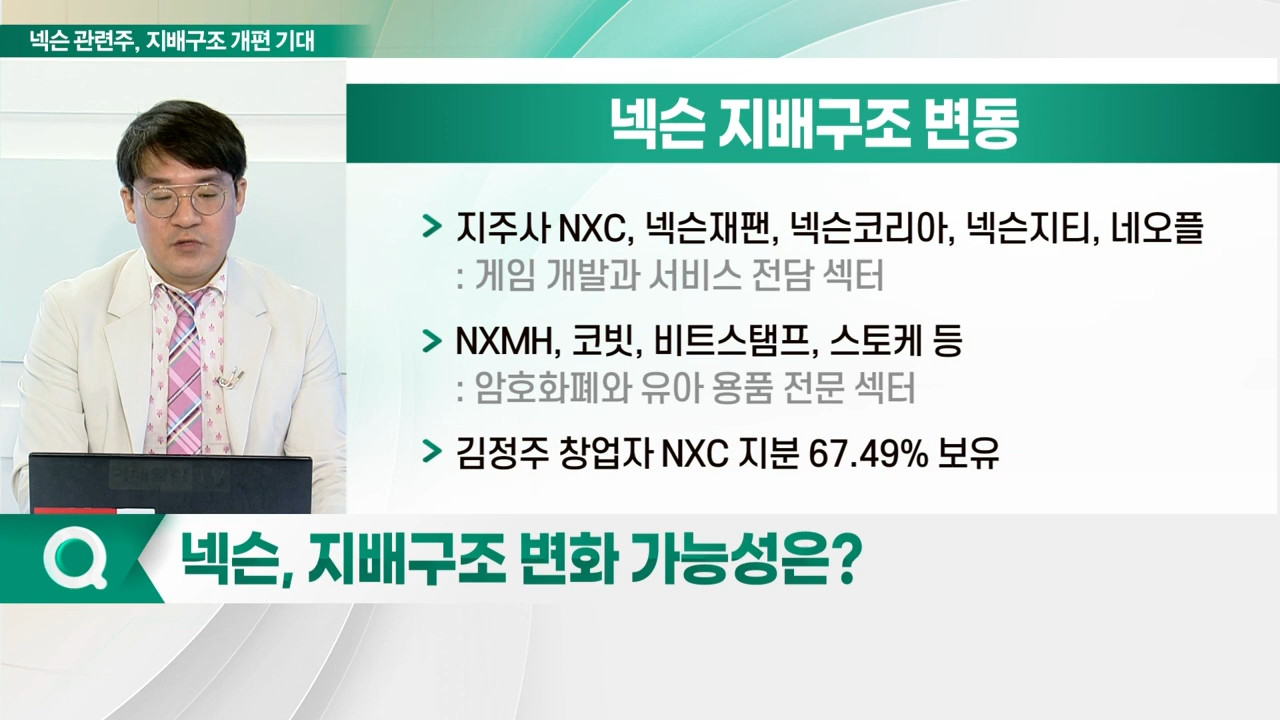 넥슨 관련주, 지배구조 개편 기대
넥슨 지배구조 변동
지주사 NXC, 넥슨재팬, 넥슨코리아, 넥슨지티, 네오플
: 게임 개발과 서비스 전담 섹터
NXMH, 코빗, 비트스탬프, 스토케 등
: 암호화폐와 유아 용품 전문 섹터
김정주 창업자 NXC 지분 67.49% 보유
넥슨, 지배구조 변화 가능성은?